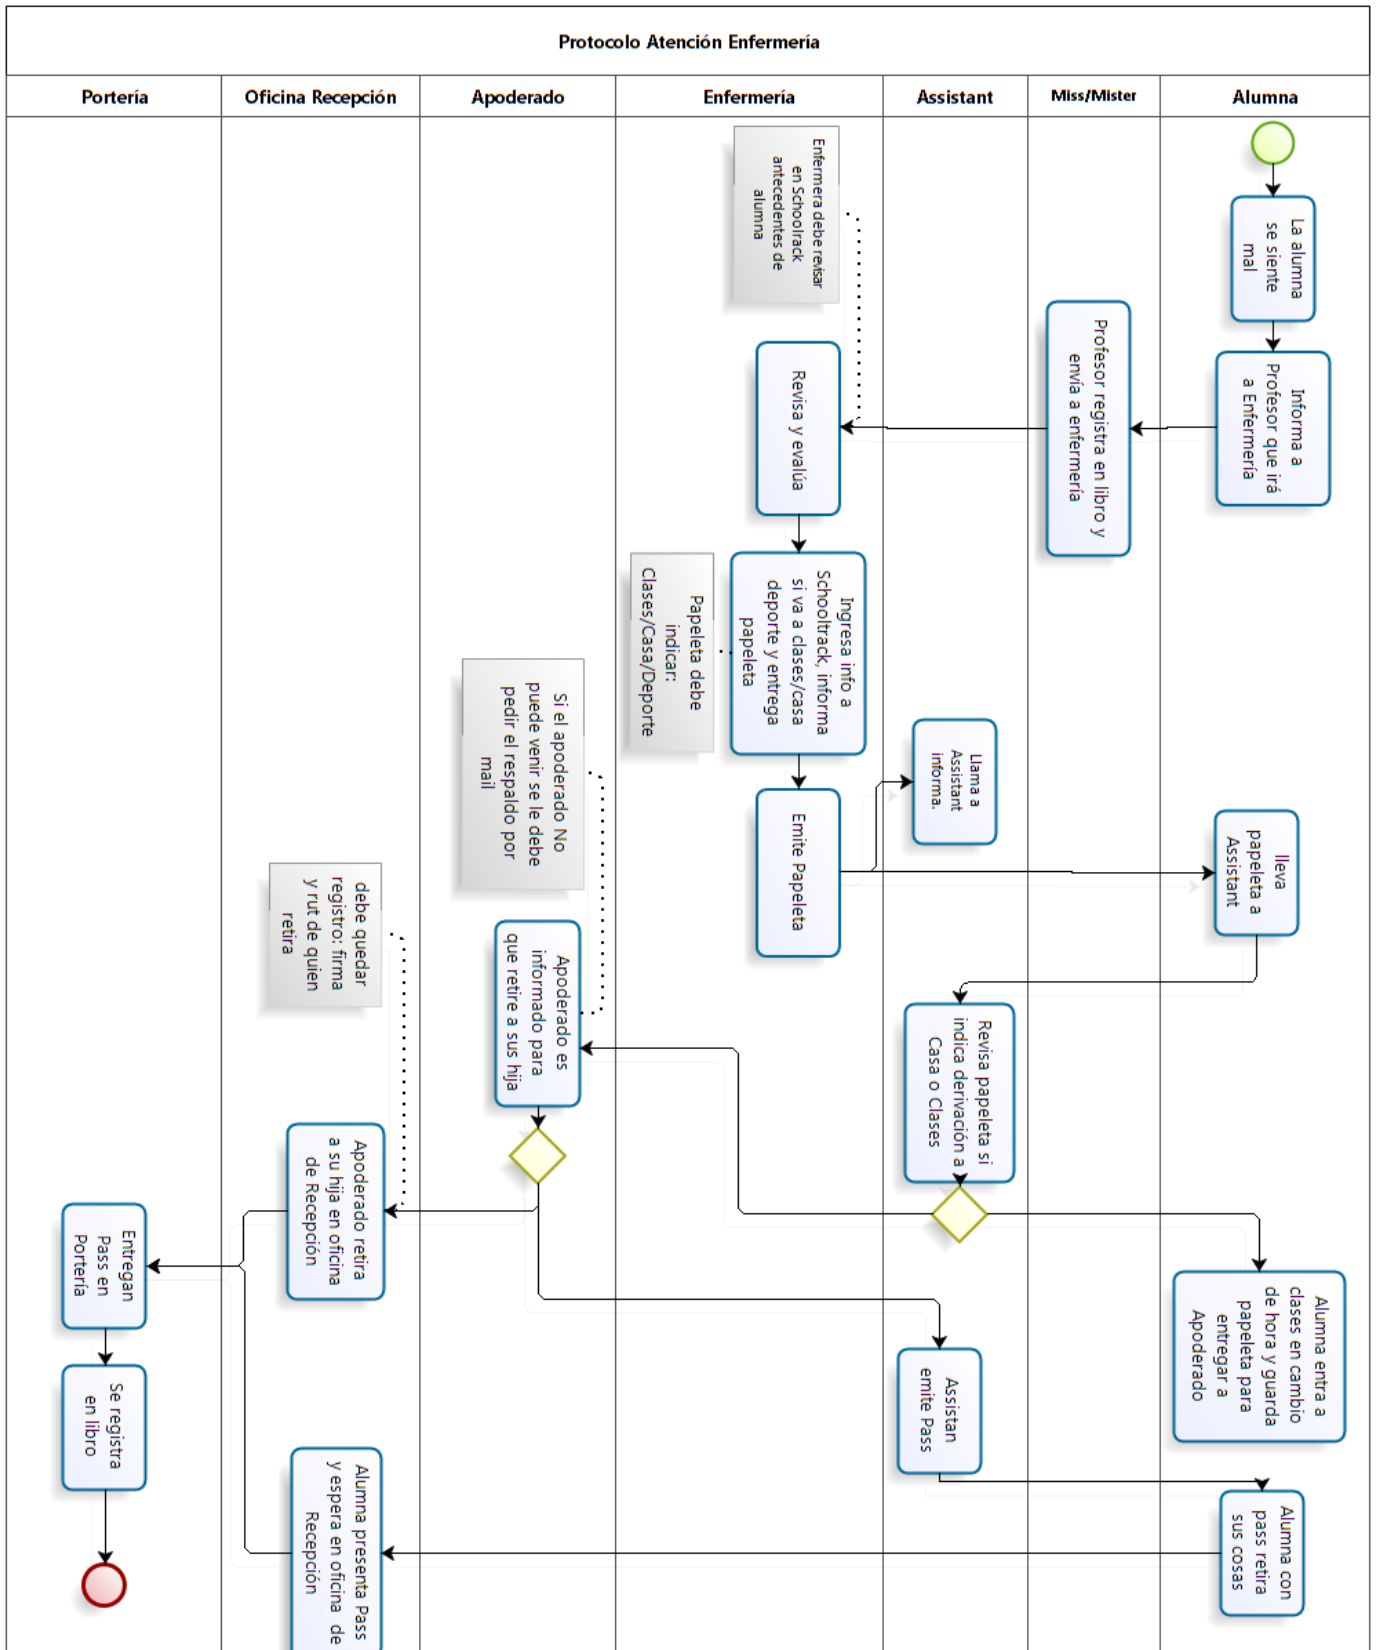 Protocolo Atención Enfermería
Portería
Oficina Recepción
Apoderado
Enfermería
Assistant
Miss/Mister
Alumna
La alumna
se siente
mal
Informa a
Profesor que irá
a Enfermería
Profesor registra en libro y
envía a enfermería
Enfermera debe revisar
en Schoolrack
antecedentes de
alumna
Revisa y evalúa
Ingresa info a
Schooltrack, informa
si va a clases/casa
deporte y entrega
papeleta
Papeleta debe
indicar:
Clases/Casa/Deporte
Emite Papeleta
Llama a
Assistant
informa.
lleva
papeleta a
Assistant
Revisa papeleta si
indica derivación a
Casa o Clases
Si el apoderado No
puede venir se le debe
pedir el respaldo por
mail
Apoderado es
informado para
que retire a sus hija
debe quedar
registro: firma
y rut de quien
retira
Apoderado retira
a su hija en oficina
de Recepción
Alumna entra a
clases en cambio
de hora y guarda
papeleta para
entregar a
Apoderado
Assistan
emite Pass
Alumna con
pass retira
sus cosas
Alumna presenta Pass
y espera en oficina de
Recepción
Entregan
Pass en
Portería
Se registra
en libro